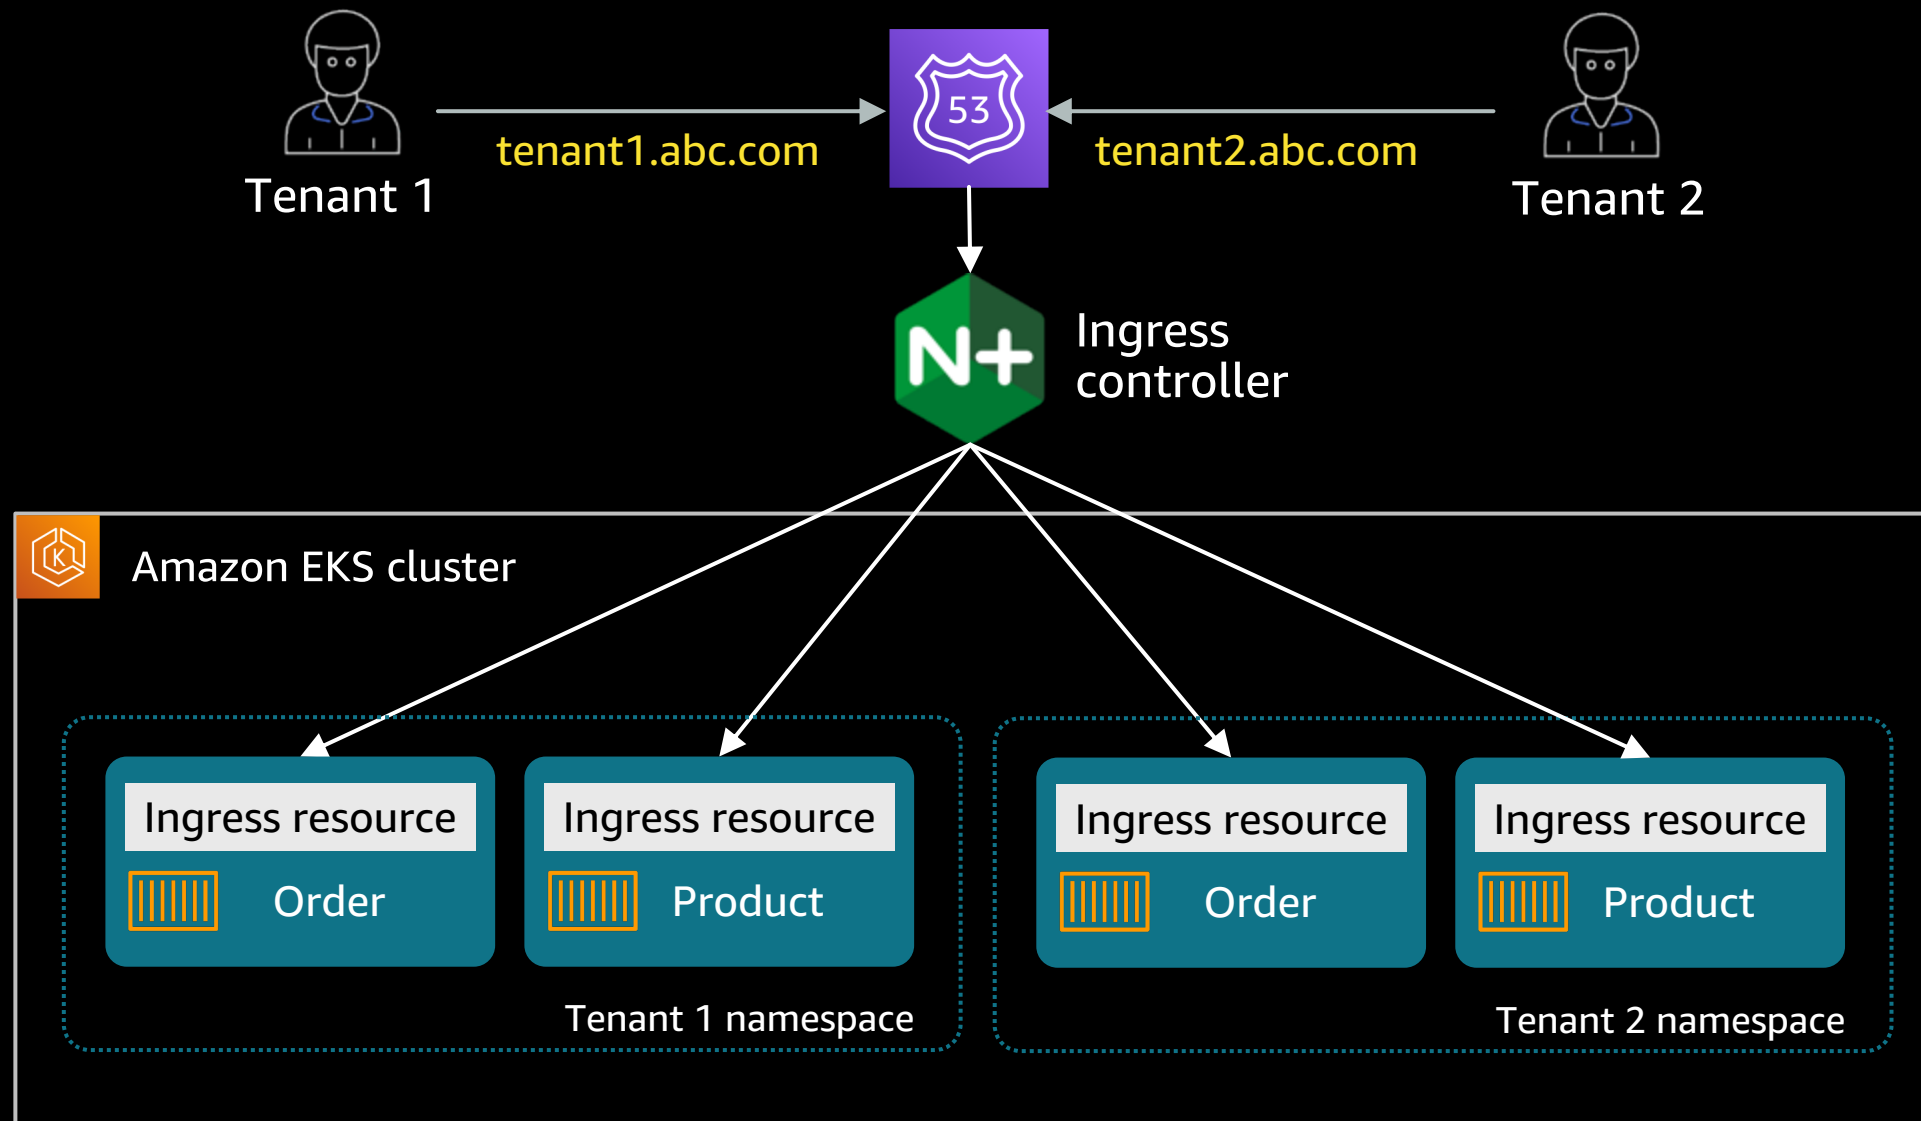 53
tenant1.abc.com
tenant2.abc.com
Tenant 1
Tenant 2
N+
Ingress
controller
K
Amazon EKS cluster
Ingress resource
Order
Ingress resource
Product
Ingress resource
Order
Ingress resource
Product
Tenant 1 namespace
Tenant 2 namespace